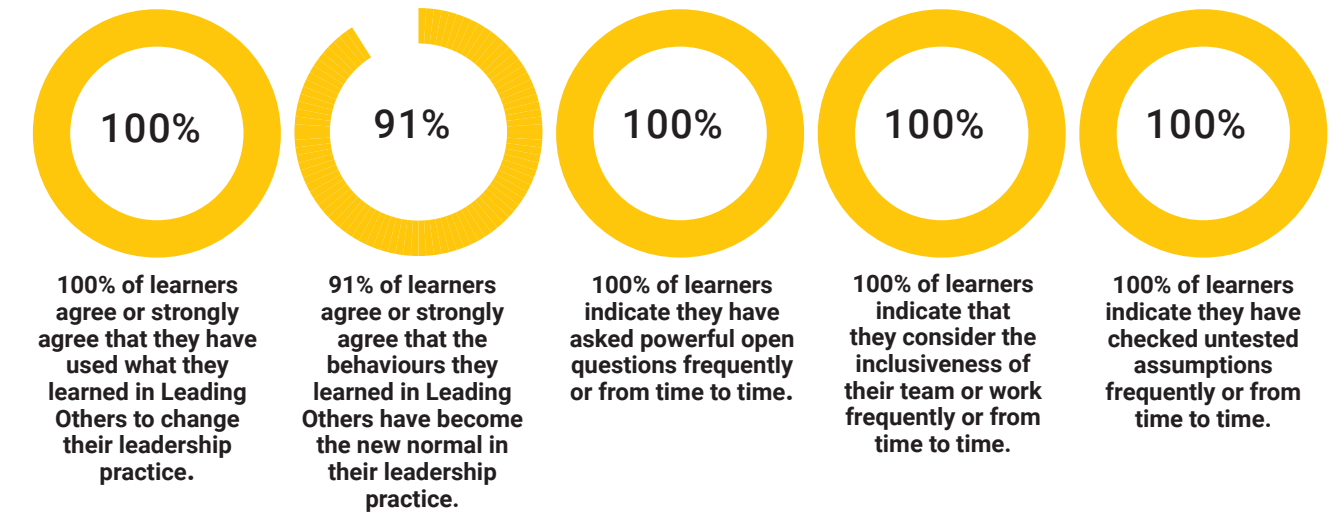 100%
100% of learners
agree or strongly
agree that they have
used what they
learned in Leading
Others to change
their leadership
practice.
91%
91% of learners
agree or strongly
agree that the
behaviours they
learned in Leading
Others have become
the new normal in
their leadership
practice.
100%
100% of learners
indicate they have
asked powerful open
questions frequently
or from time to time.
100%
100% of learners
indicate that
they consider the
inclusiveness of
their team or work
frequently or from
time to time.
100%
100% of learners
indicate they have
checked untested
assumptions
frequently or from
time to time.